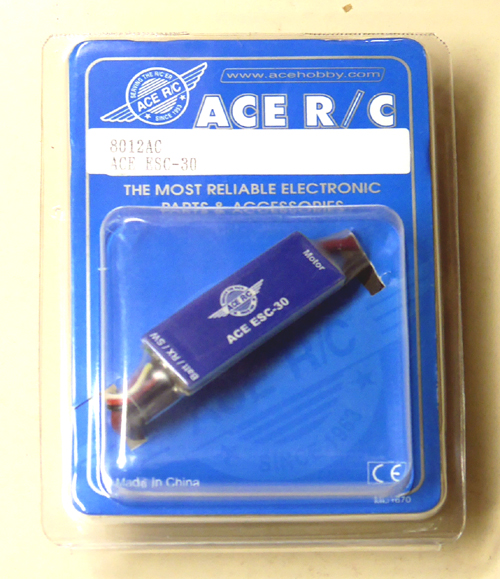 SERVING THE R/C'ER
ACE R/C
SINCE 1953
www.acehobby.com
ACE R/C
8012AC
ACE ESC-30
THE MOST RELIABLE ELECTRONIC
PARTS & ACCESSORIES
Motor
ACE ESC-30
Batt / RX / SW
Made In China
CE